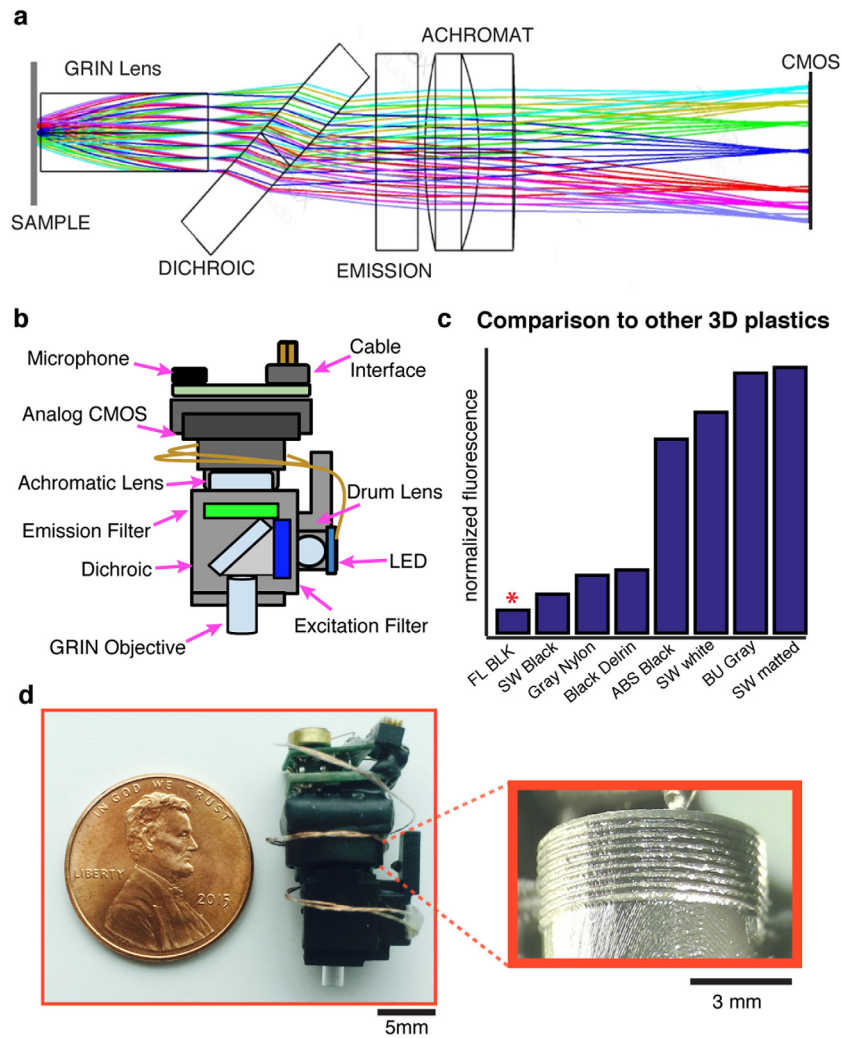 a
ACHROMAT
GRIN Lens
CMOS
SAMPLE
DICHROIC
EMISSION
b
Microphone
Cable
Interface
Analog CMOS
Achromatic Lens
Drum Lens
Emission Filter
Dichroic
LED
Excitation Filter
GRIN Objective
c
Comparison to other 3D plastics
normalized fluorescence
*
FL BLK
SW Black
Gray Nylon
Black Delrin
ABS Black
SW white
BU Gray
SW matted
d
IN GOD WE TRUST
LIBERTY
2015
5mm
3 mm